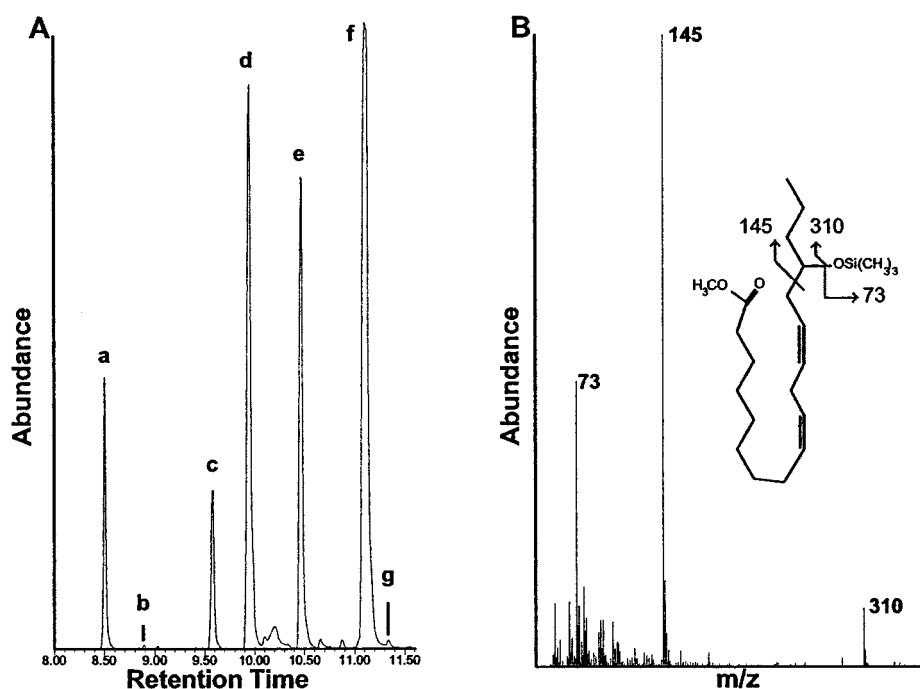 A
a
b
c
d
e
f
g
Abundance
8.00 8.50 9.00 9.50 10.00 10.50 11.00 11.50
Retention Time
B
145
73
310
145 310
OSi(CH3)3
73
H3CO O
Abundance
m/z